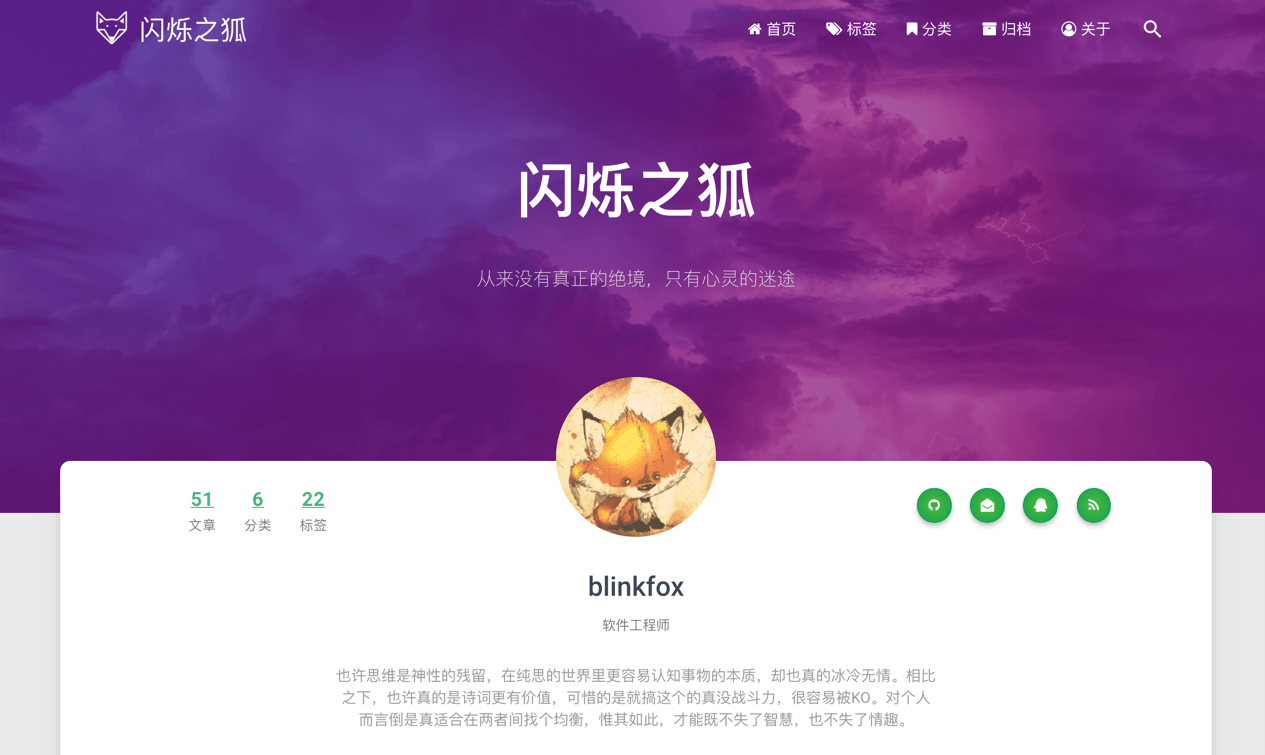 闪烁之狐
首页 标签 分类 归档 关于
闪烁之狐
从来没有真正的绝境，只有心灵的迷途
51 6 22
文章 分类 标签
blinkfox
软件工程师
也许思维是神性的残留，在纯思的世界里更容易认知事物的本质，却也真的冰冷无情。相比
之下，也许真的是诗词更有价值，可惜的是就搞这个的真没战斗力，很容易被KO。对个人
而言倒是真适合在两者间找个均衡，惟其如此，才能既不失了智慧，也不失了情趣。